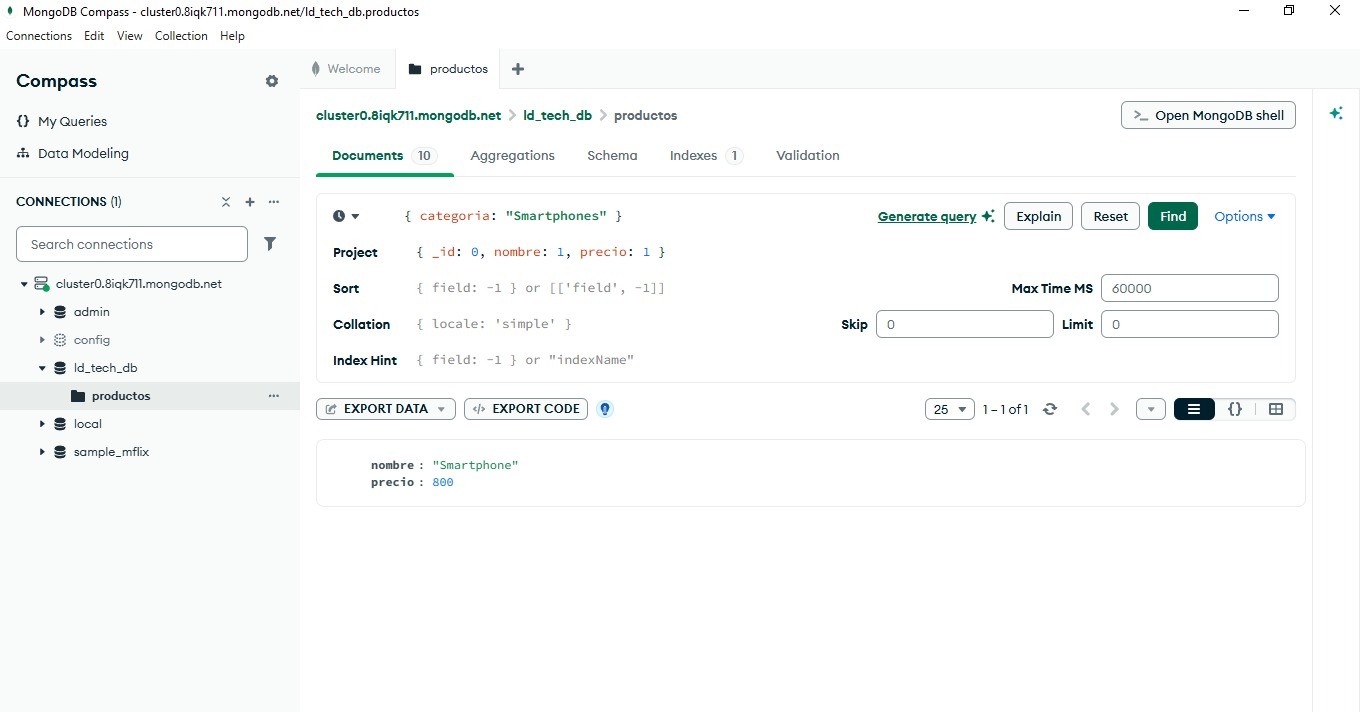 MongoDB Compass - cluster0.8iqk711.mongodb.net/ld_tech_db.productos
Connections Edit View Collection Help
Compass
My Queries
Data Modeling
CONNECTIONS (1)
Search connections
cluster0.8iqk711.mongodb.net
admin
config
ld_tech_db
productos
local
sample_mflix
Welcome
productos
cluster0.8iqk711.mongodb.net > ld_tech_db > productos
>_ Open MongoDB shell
Documents 10 Aggregations Schema Indexes 1 Validation
{ categoria: "Smartphones" }
Generate query Explain Reset Find Options
Project { _id: 0, nombre: 1, precio: 1 }
Sort { field: -1 } or [['field', -1]] Max Time MS 60000
Collation { locale: 'simple' } Skip 0 Limit 0
Index Hint { field: -1 } or "indexName"
EXPORT DATA </> EXPORT CODE 25 1 – 1 of 1 {}
nombre : "Smartphone"
precio : 800